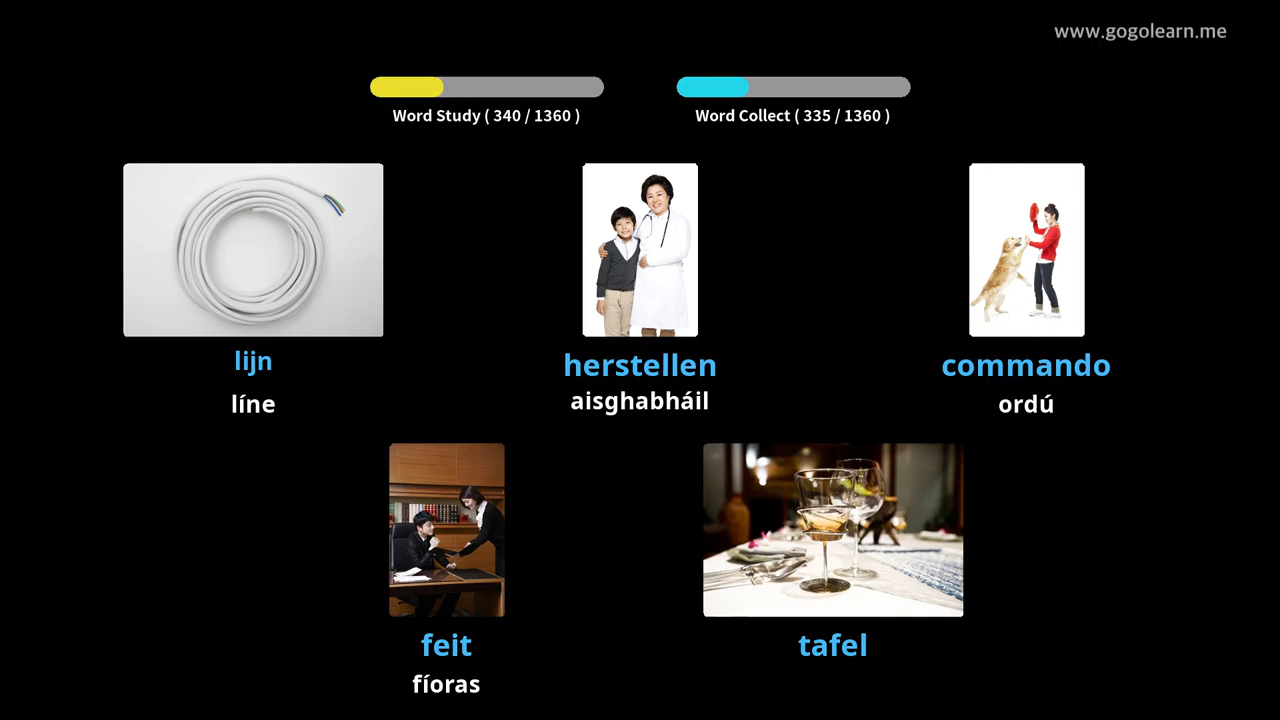 www.gogolearn.me
Word Study ( 340 / 1360 )
Word Collect ( 335 / 1360 )
lijn
líne
herstellen
aisghabháil
commando
ordú
feit
fíoras
tafel